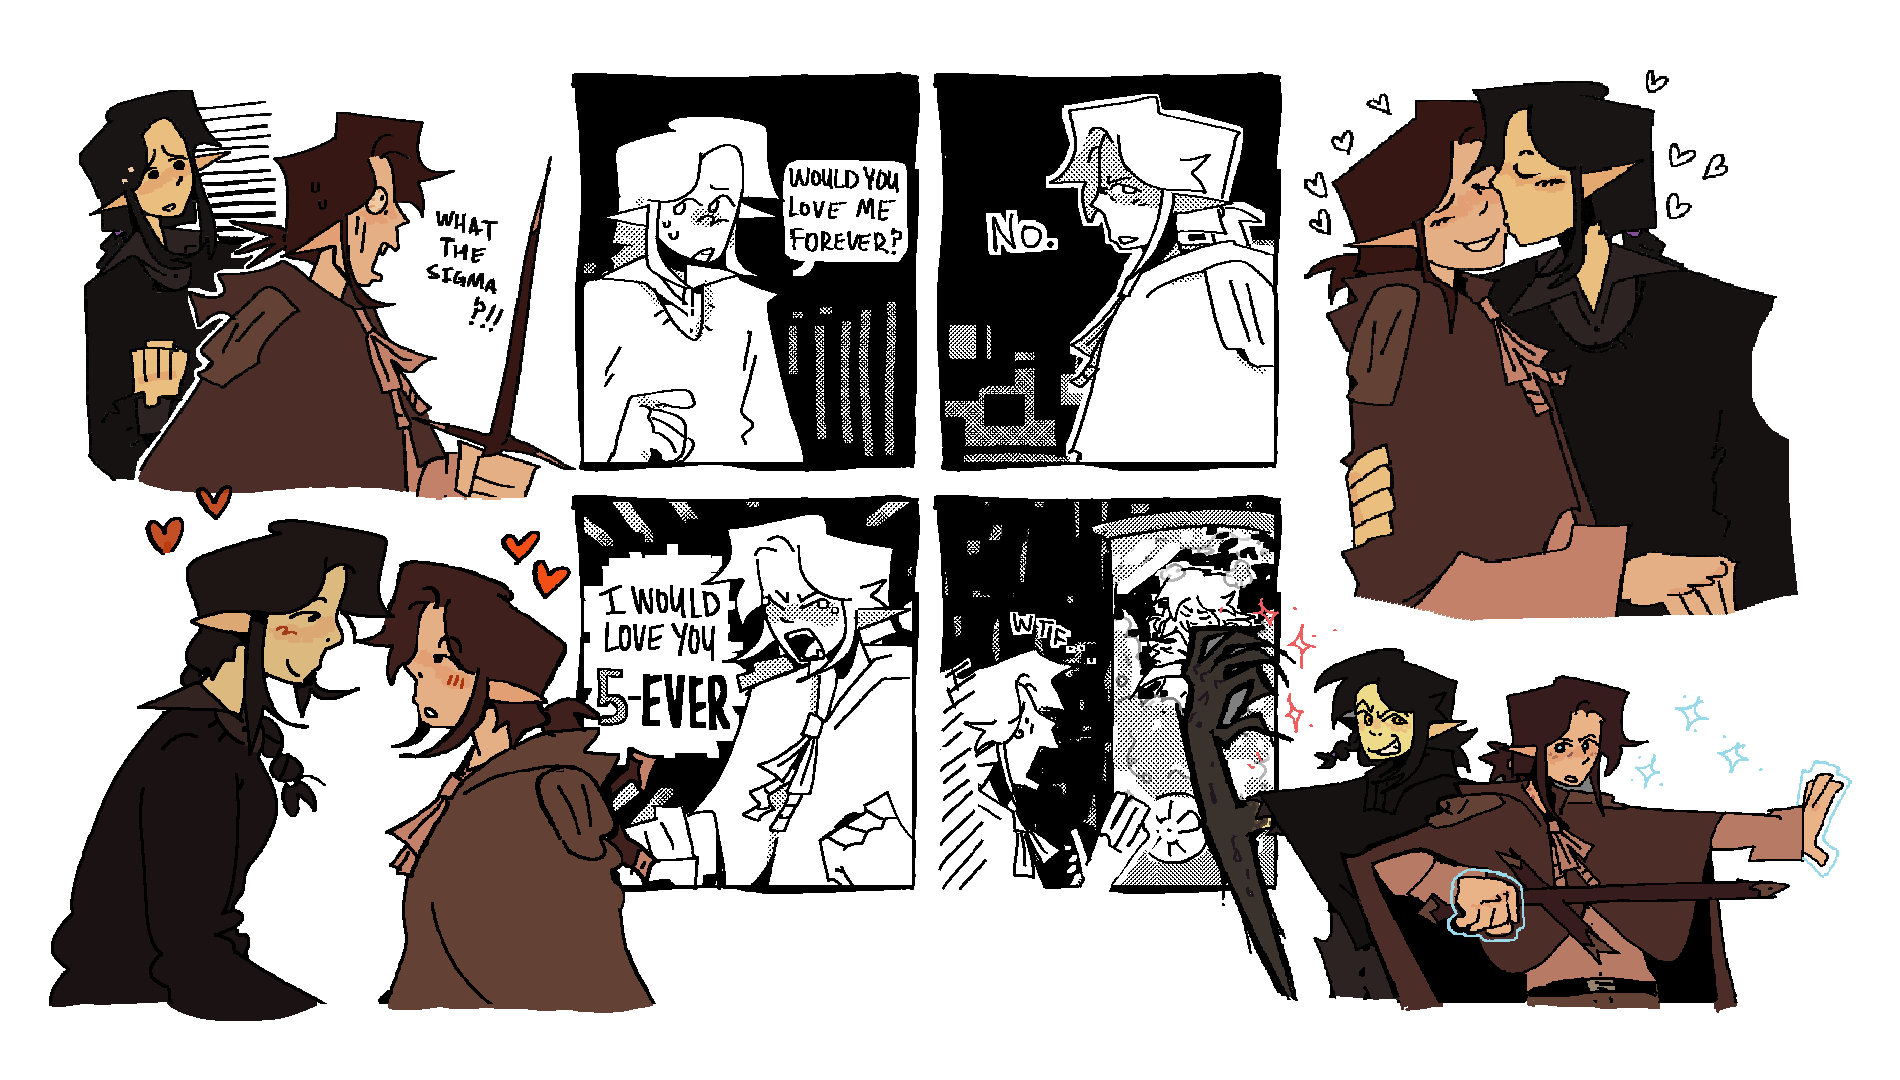 WHAT
THE
SIGMA
?!!
WOULD YOU
LOVE ME
FOREVER?
NO.
I WOULD
LOVE YOU
5-EVER
WTF...